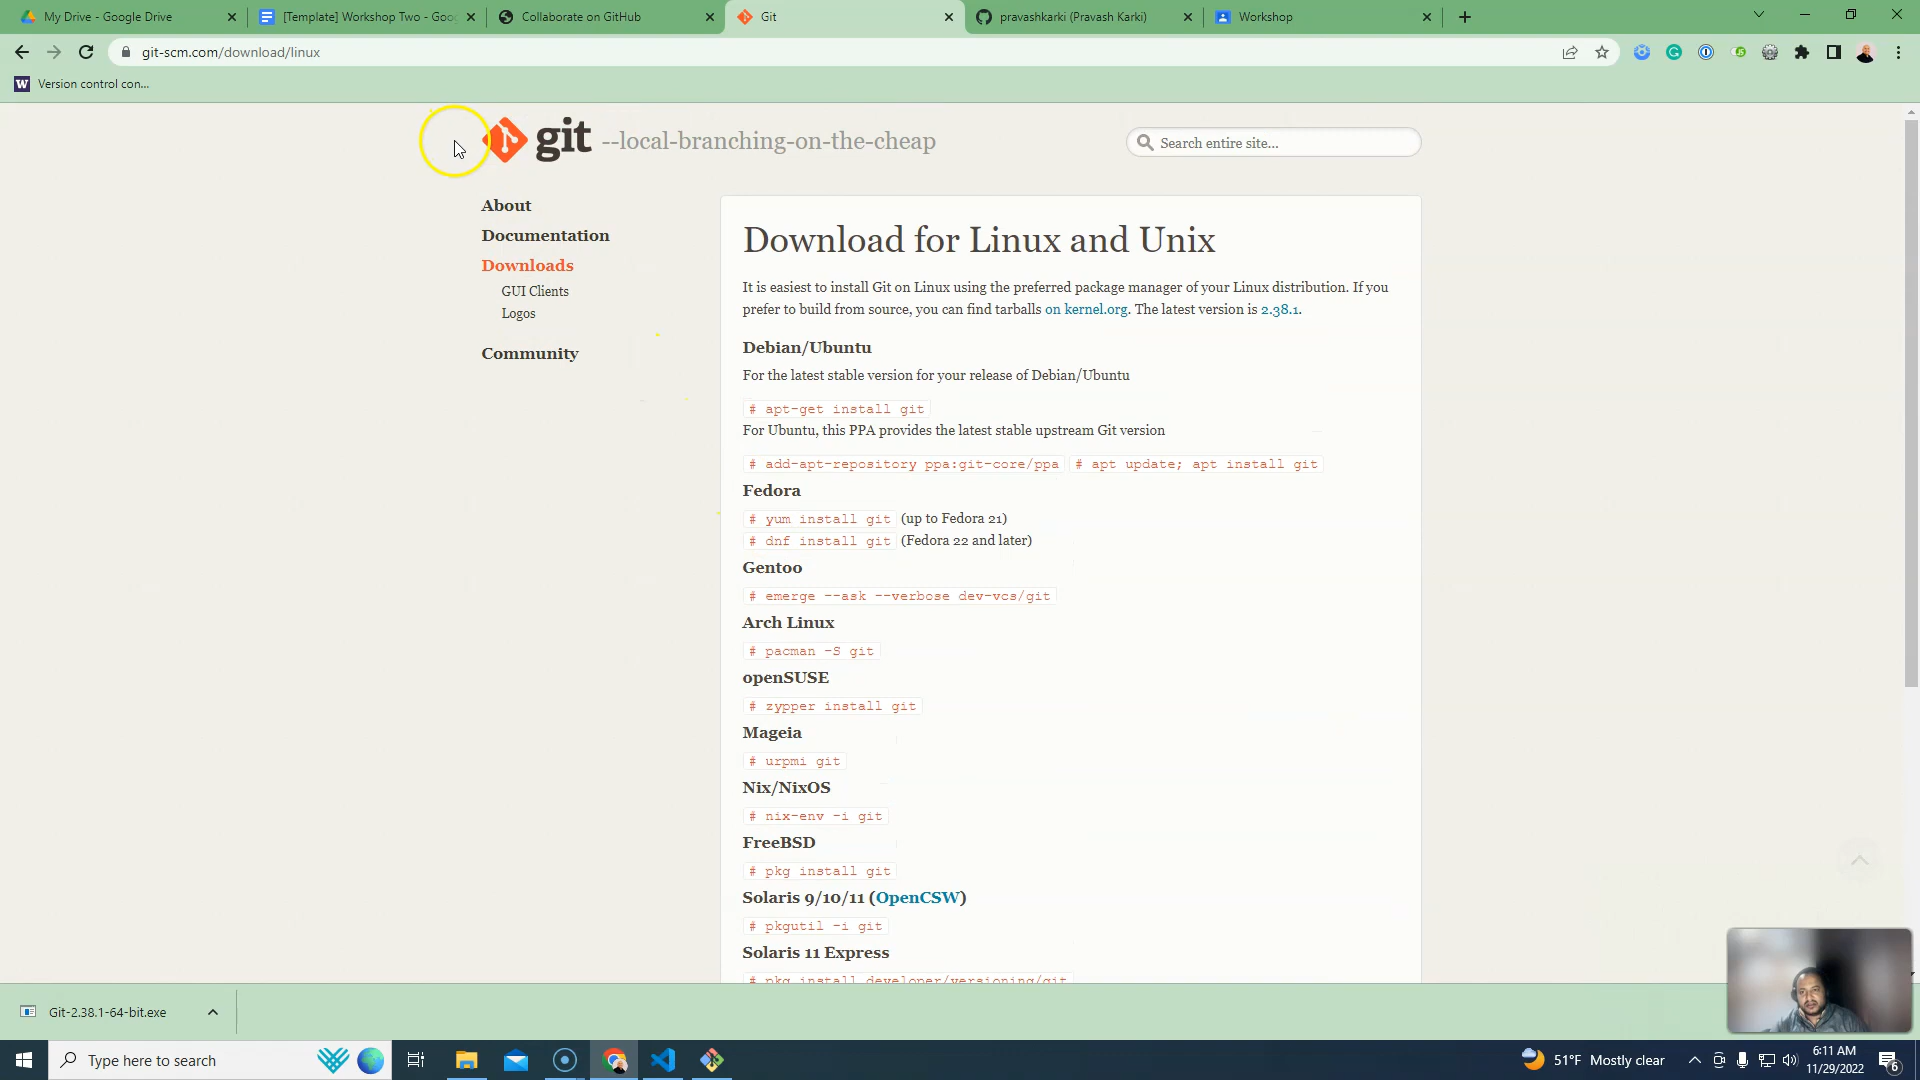 My Drive - Google Drive
[Template] Workshop Two - Goog
Collaborate on GitHub
Git
pravashkarki (Pravash Karki)
Workshop
git-scm.com/download/linux
W Version control con...
git --local-branching-on-the-cheap
Search entire site...
About
Documentation
Downloads
GUI Clients
Logos
Community
Download for Linux and Unix
It is easiest to install Git on Linux using the preferred package manager of your Linux distribution. If you
prefer to build from source, you can find tarballs on kernel.org. The latest version is 2.38.1.
Debian/Ubuntu
For the latest stable version for your release of Debian/Ubuntu
# apt-get install git
For Ubuntu, this PPA provides the latest stable upstream Git version
# add-apt-repository ppa:git-core/ppa # apt update; apt install git
Fedora
# yum install git (up to Fedora 21)
# dnf install git (Fedora 22 and later)
Gentoo
# emerge --ask --verbose dev-vcs/git
Arch Linux
# pacman -S git
openSUSE
# zypper install git
Mageia
# urpmi git
Nix/NixOS
# nix-env -i git
FreeBSD
# pkg install git
Solaris 9/10/11 (OpenCSW)
# pkgutil -i git
Solaris 11 Express
# pkg install developer/versioning/git
Git-2.38.1-64-bit.exe
Type here to search
51°F Mostly clear
6:11 AM
11/29/2022
6